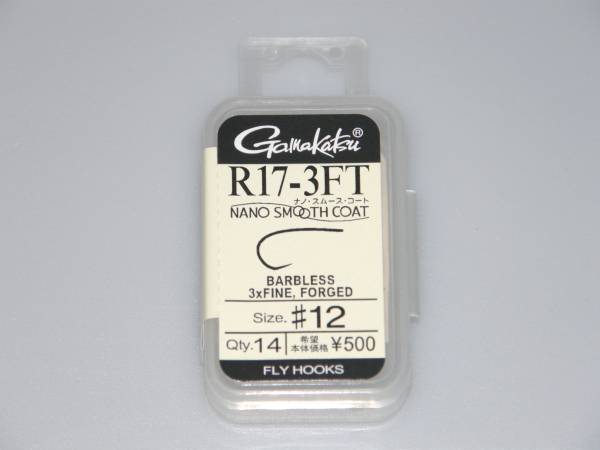 Gamakatsu®
R17-3FT
ナノ・スムース・コート
NANO SMOOTH COAT
BARBLESS
3xFINE, FORGED
Size. #12
Qty. 14 希望 本体価格 ¥500
FLY HOOKS